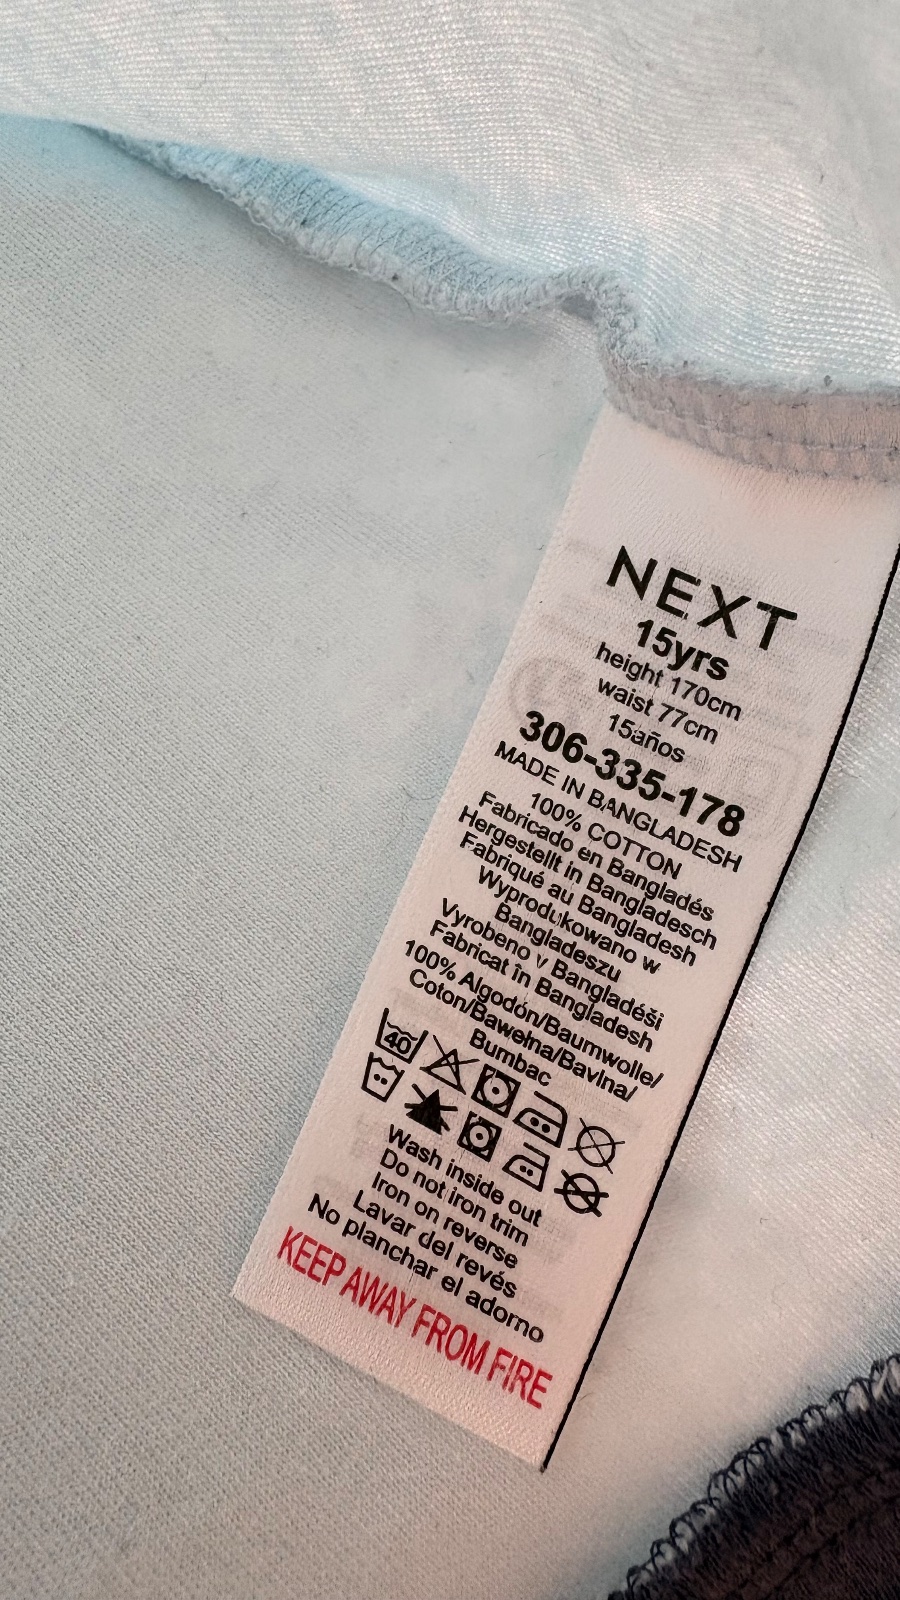 NEXT
15yrs
height 170cm
waist 77cm
15años
306-335-178
MADE IN BANGLADESH
100% COTTON
Fabricado en Bangladés
Hergestellt in Bangladesch
Fabriqué au Bangladesh
Wyprodukowano w
Bangladeszu
Vyrobeno v Bangladéši
Fabricat în Bangladesh
100% Algodón/Baumwolle/
Coton/Bawełna/Bavlna/
Bumbac
40
Wash inside out
Do not iron trim
Iron on reverse
Lavar del revés
No planchar el adorno
KEEP AWAY FROM FIRE